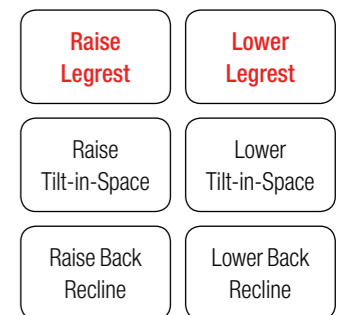 Raise
Legrest
Lower
Legrest
Raise
Tilt-in-Space
Lower
Tilt-in-Space
Raise Back
Recline
Lower Back
Recline